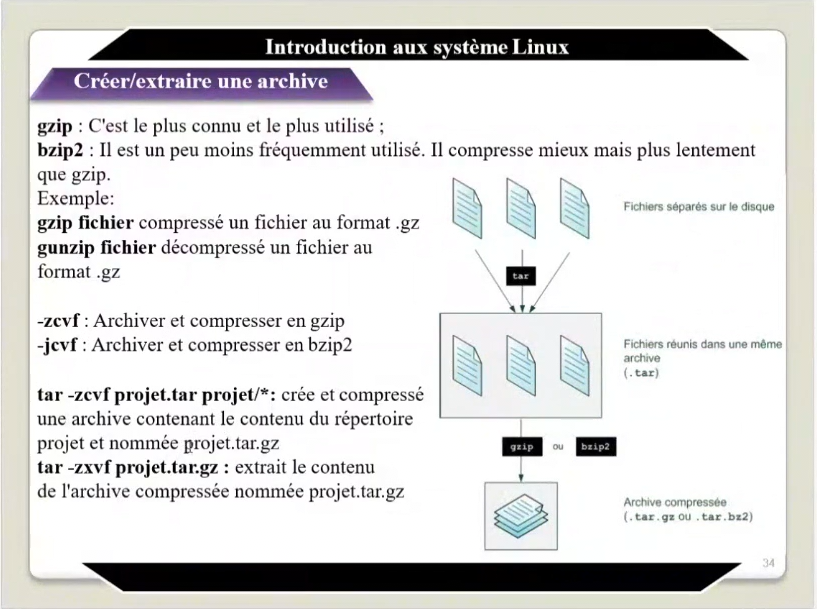 Introduction aux système Linux
Créer/extraire une archive
gzip : C'est le plus connu et le plus utilisé ;
bzip2 : Il est un peu moins fréquemment utilisé. Il compresse mieux mais plus lentement
que gzip.
Exemple:
gzip fichier compressé un fichier au format .gz
gunzip fichier décompressé un fichier au
format .gz
-zcvf : Archiver et compresser en gzip
-jcvf : Archiver et compresser en bzip2
tar -zcvf projet.tar projet/*: crée et compressé
une archive contenant le contenu du répertoire
projet et nommée projet.tar.gz
tar -zxvf projet.tar.gz : extrait le contenu
de l'archive compressée nommée projet.tar.gz
Fichiers séparés sur le disque
tar
Fichiers réunis dans une même
archive
(.tar)
gzip ou bzip2
Archive compressée
(.tar.gz ou .tar.bz2)
34